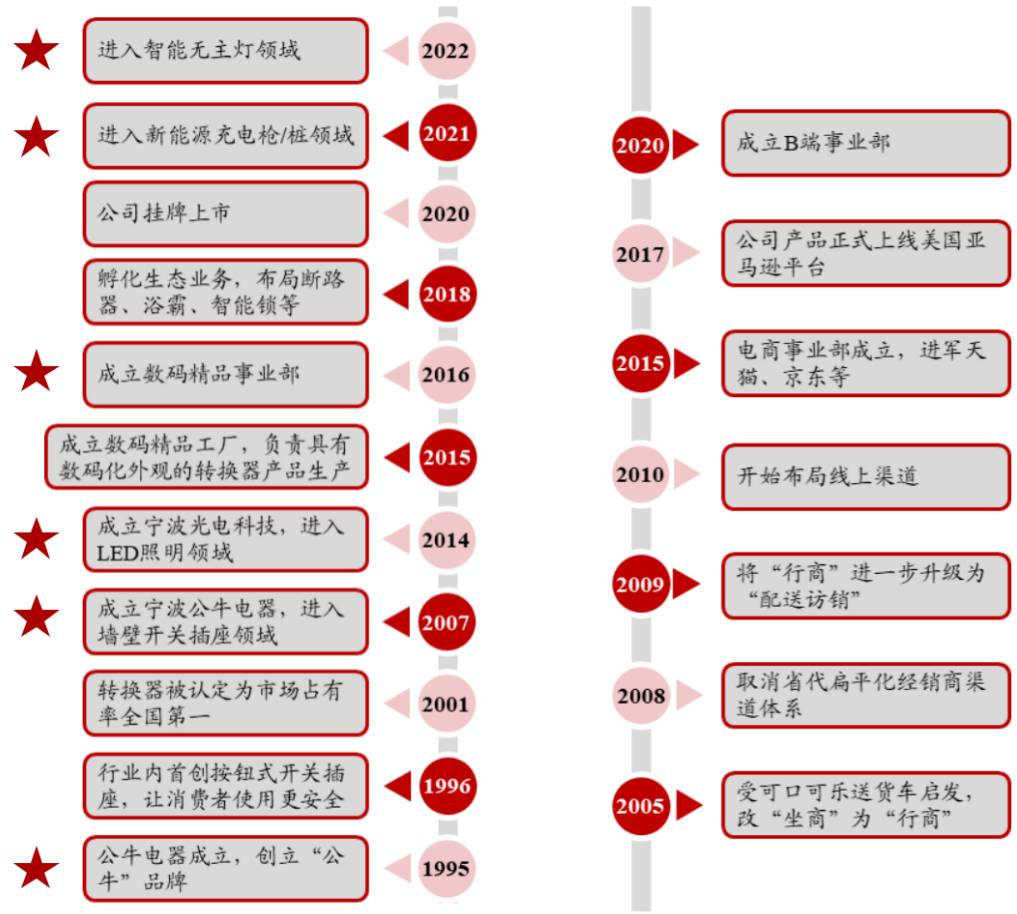 进入智能无主灯领域
2022
进入新能源充电枪/桩领域
2021
公司挂牌上市
2020
孵化生态业务，布局断路
器、浴霸、智能锁等
2018
成立数码精品事业部
2016
成立数码精品工厂，负责具有
数码化外观的转换器产品生产
2015
成立宁波光电科技，进入
LED照明领域
2014
成立宁波公牛电器，进入
墙壁开关插座领域
2007
转换器被认定为市场占有
率全国第一
2001
行业内首创按钮式开关插
座，让消费者使用更安全
1996
公牛电器成立，创立“公
牛”品牌
1995
2020
成立B端事业部
2017
公司产品正式上线美国亚
马逊平台
2015
电商事业部成立，进军天
猫、京东等
2010
开始布局线上渠道
2009
将“行商”进一步升级为
“配送访销”
2008
取消省代扁平化经销商渠
道体系
2005
受可口可乐送货车启发，
改“坐商”为“行商”